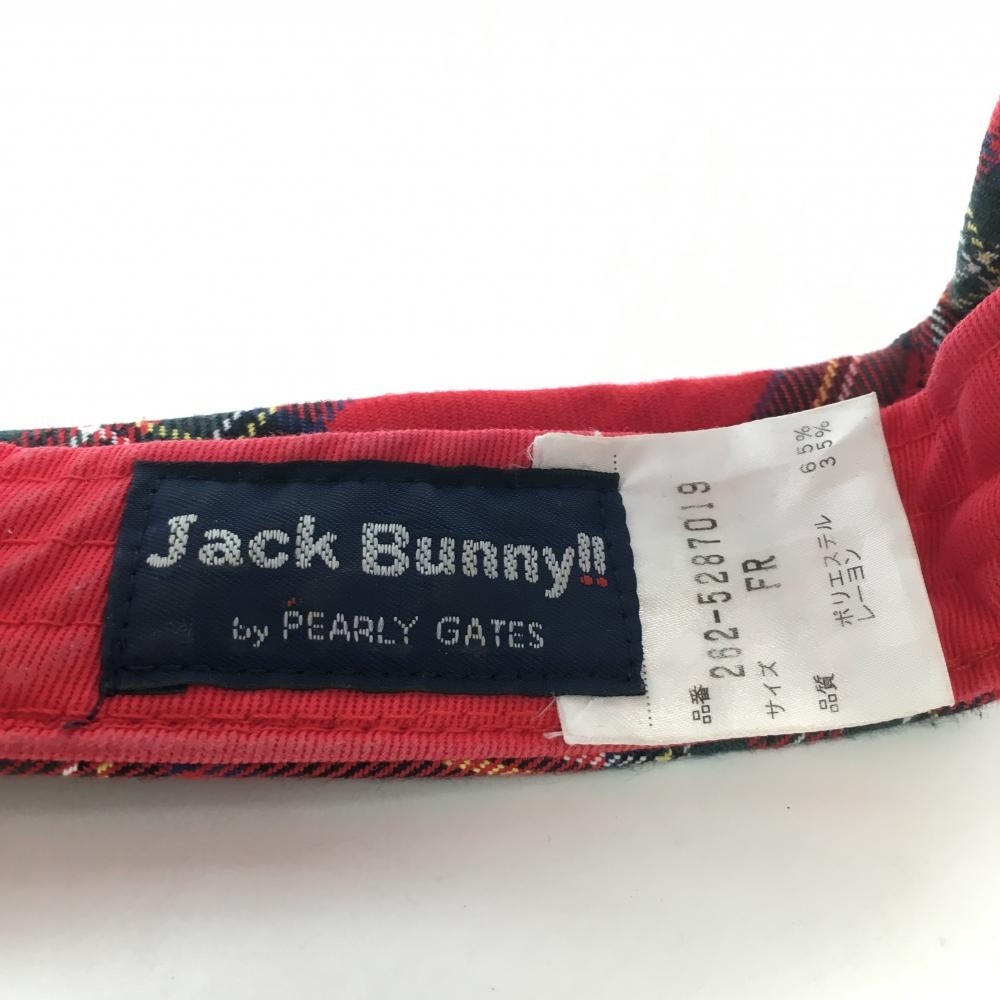 Jack Bunny!!
by PEARLY GATES
品番
262-5287019
サイズ FR
品質
ポリエステル 65%
レーヨン 35%